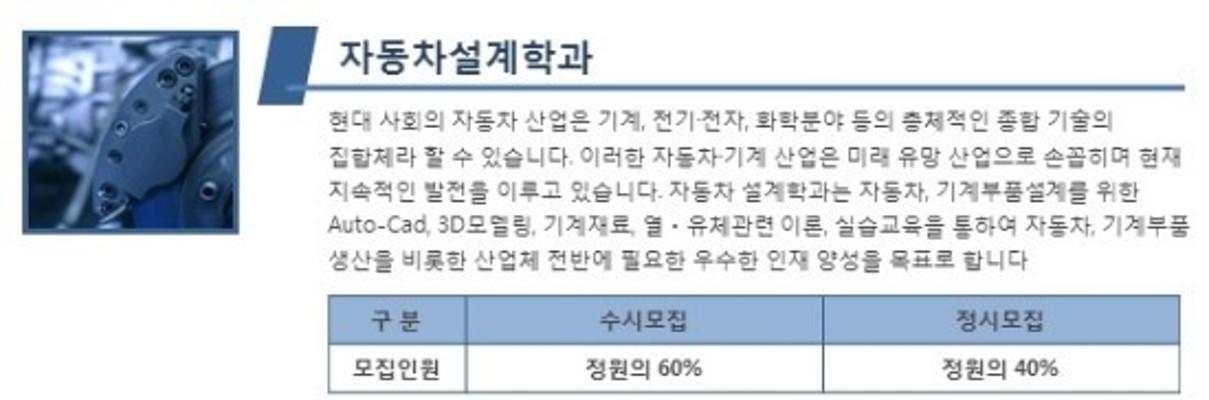 자동차설계학과
현대 사회의 자동차 산업은 기계, 전기·전자, 화학분야 등의 총체적인 종합 기술의
집합체라 할 수 있습니다. 이러한 자동차·기계 산업은 미래 유망 산업으로 손꼽히며 현재
지속적인 발전을 이루고 있습니다. 자동차 설계학과는 자동차, 기계부품설계를 위한
Auto-Cad, 3D모델링, 기계재료, 열·유체관련 이론, 실습교육을 통하여 자동차, 기계부품
생산을 비롯한 산업체 전반에 필요한 우수한 인재 양성을 목표로 합니다
구 분 수시모집 정시모집
모집인원 정원의 60% 정원의 40%